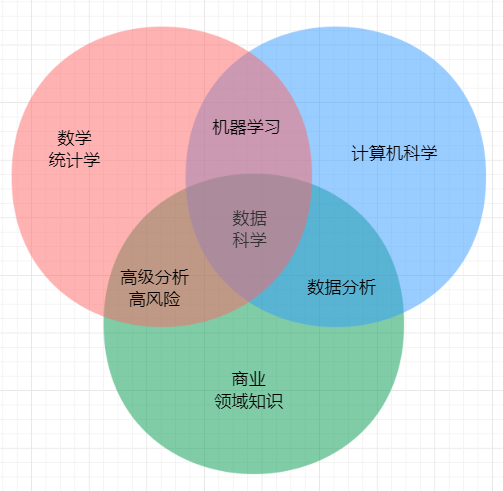 机器学习
数学
统计学
计算机科学
数据
科学
高级分析
高风险
数据分析
商业
领域知识